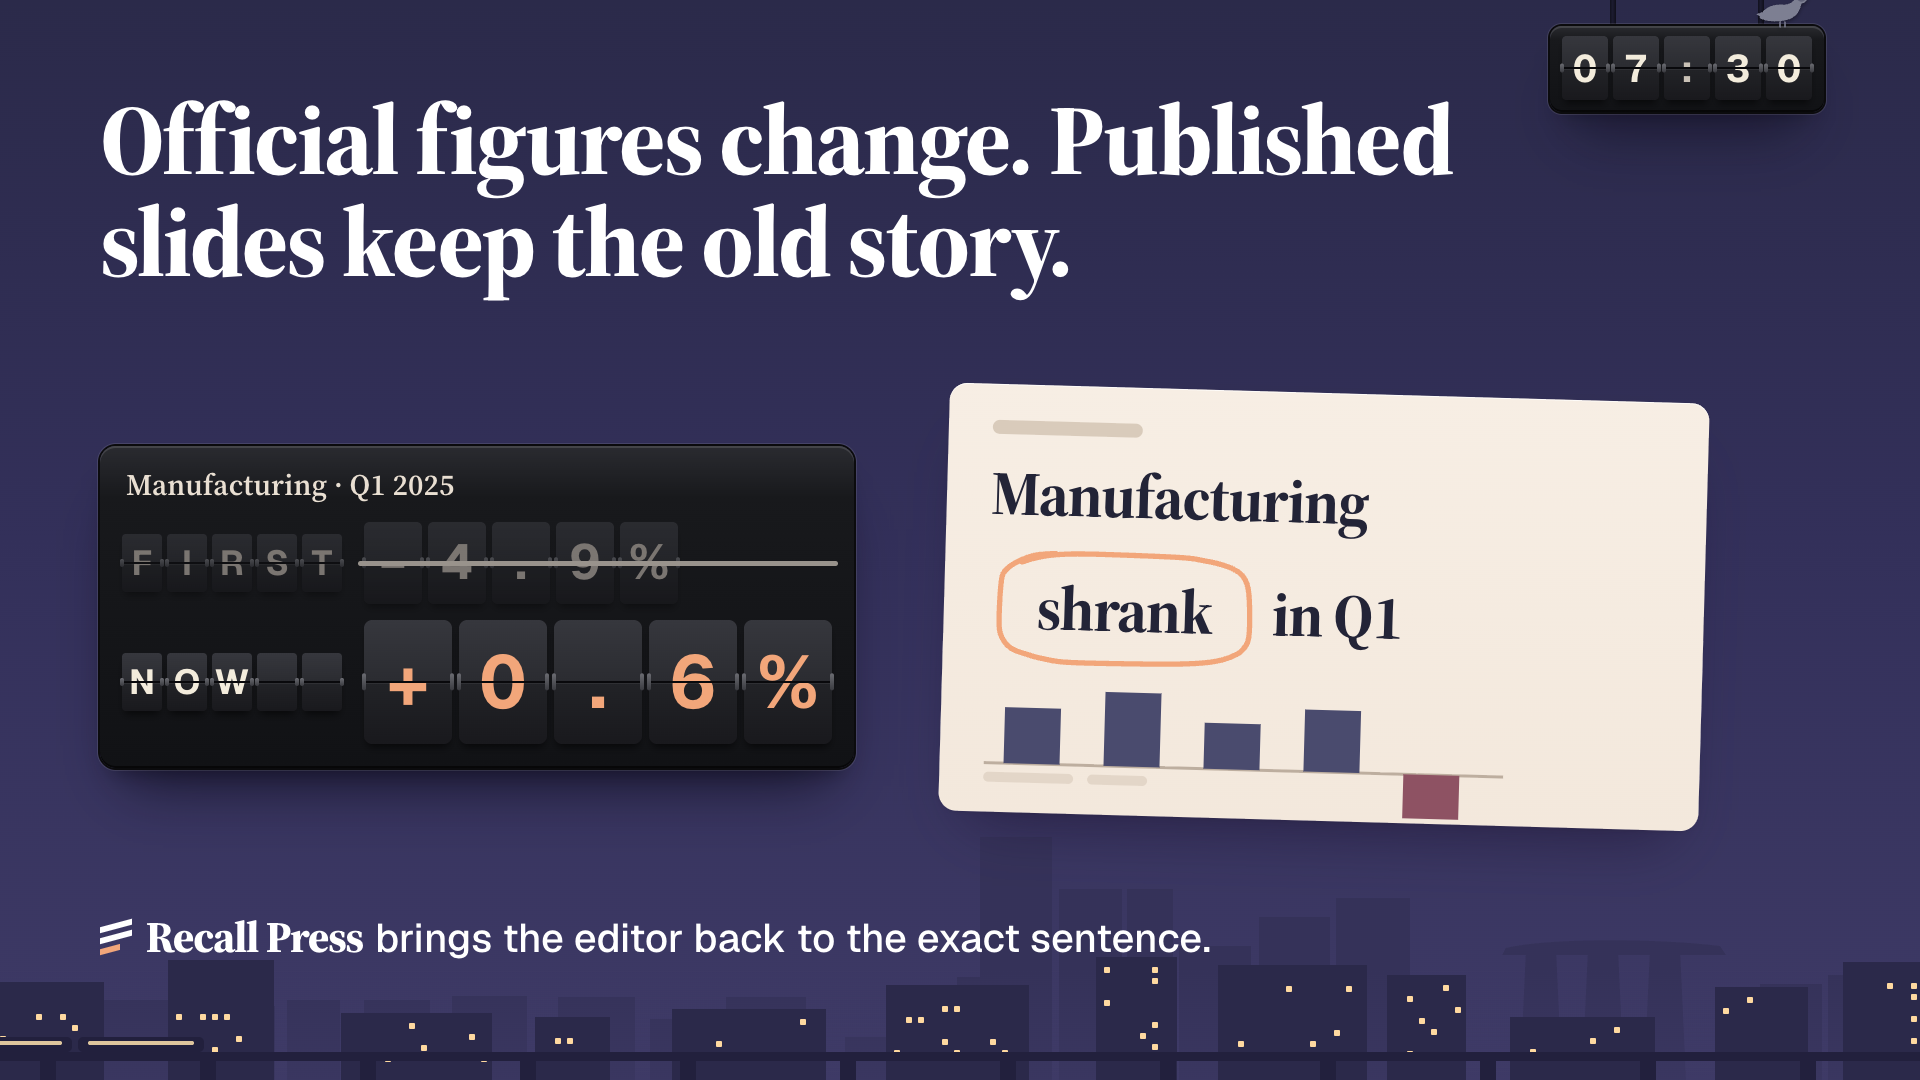 07:30
Official figures change. Published
slides keep the old story.
Manufacturing · Q1 2025
FIRST −4.9%
NOW +0.6%
Manufacturing
shrank in Q1
Recall Press brings the editor back to the exact sentence.